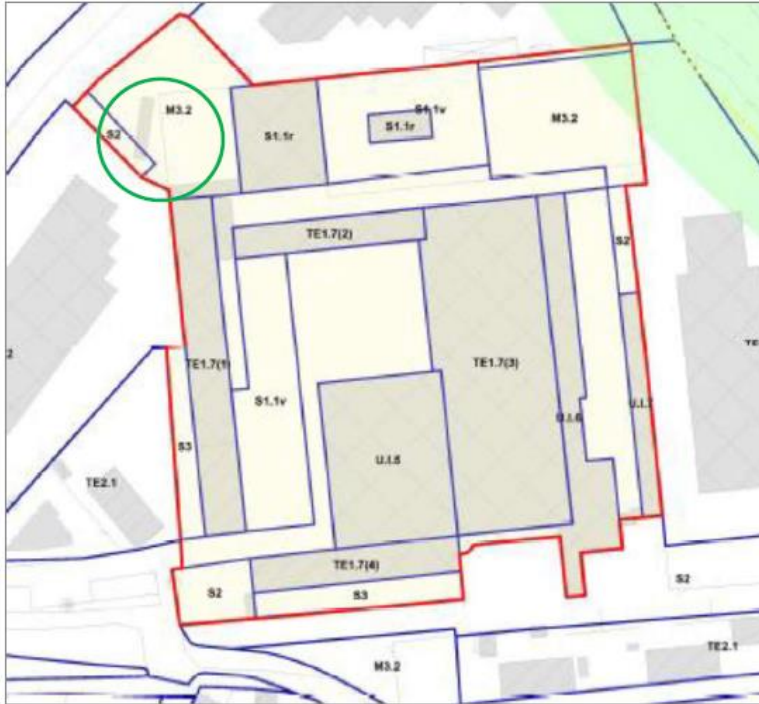 M3.2
S2
S1.1r
S1.1v
S1.1r
M3.2
TE1.7(2)
S2
TE1.7(1)
TE1.7(3)
S1.1v
U.I.6
U.I.7
S3
U.I.5
TE2.1
TE1.7(4)
S2
S3
S2
M3.2
TE2.1